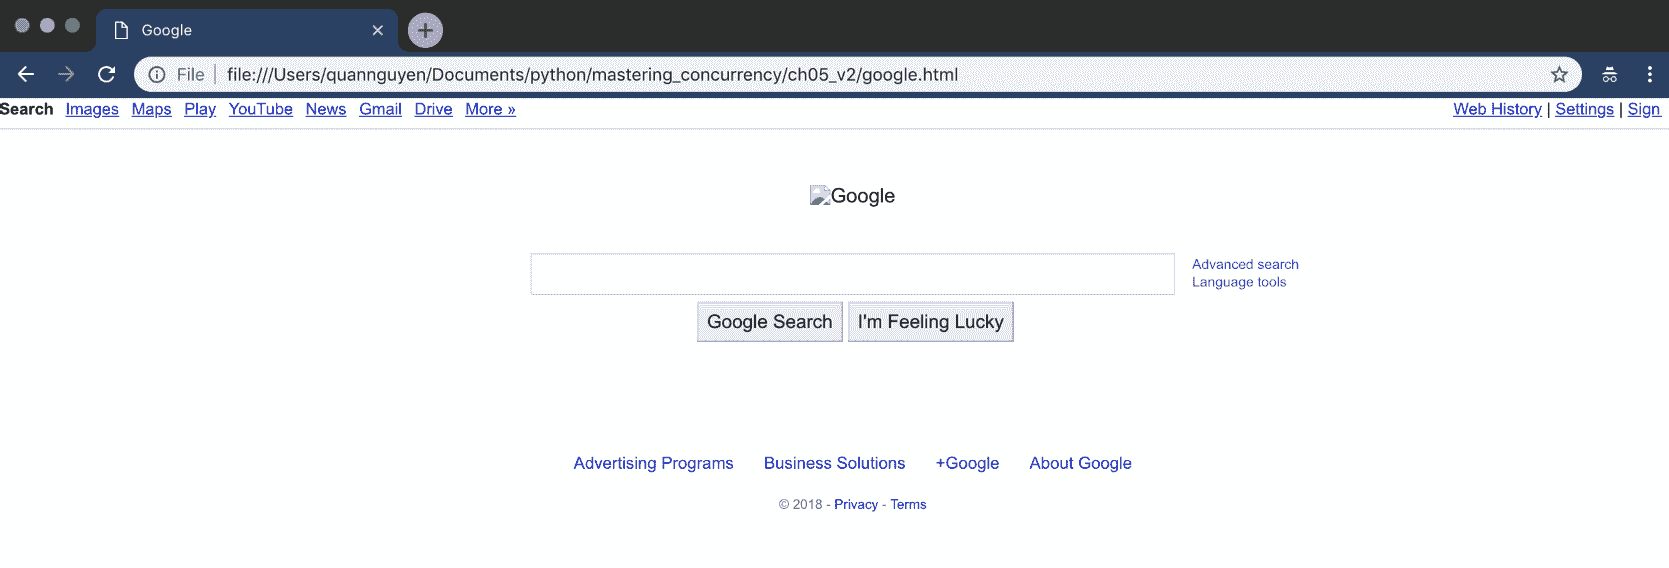 Google
File file:///Users/quannguyen/Documents/python/mastering_concurrency/ch05_v2/google.html
Search Images Maps Play YouTube News Gmail Drive More » Web History | Settings | Sign
Google
Advanced search
Language tools
Google Search I'm Feeling Lucky
Advertising Programs Business Solutions +Google About Google
© 2018 - Privacy - Terms